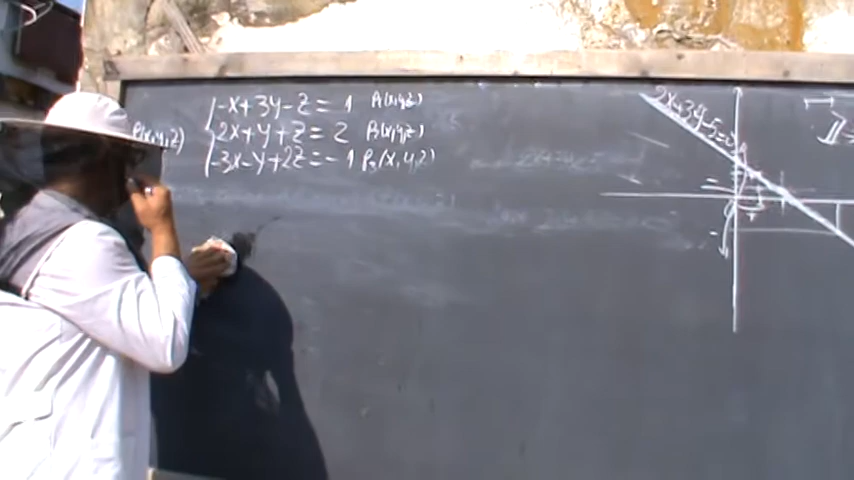 -x+3y-z=1 P₁(x,y,z)
P(x,y,z) 2x+y+z=2 P₂(x,y,z)
-3x-y+2z=-1 P₃(x,y,z)
2x+3y-5=0